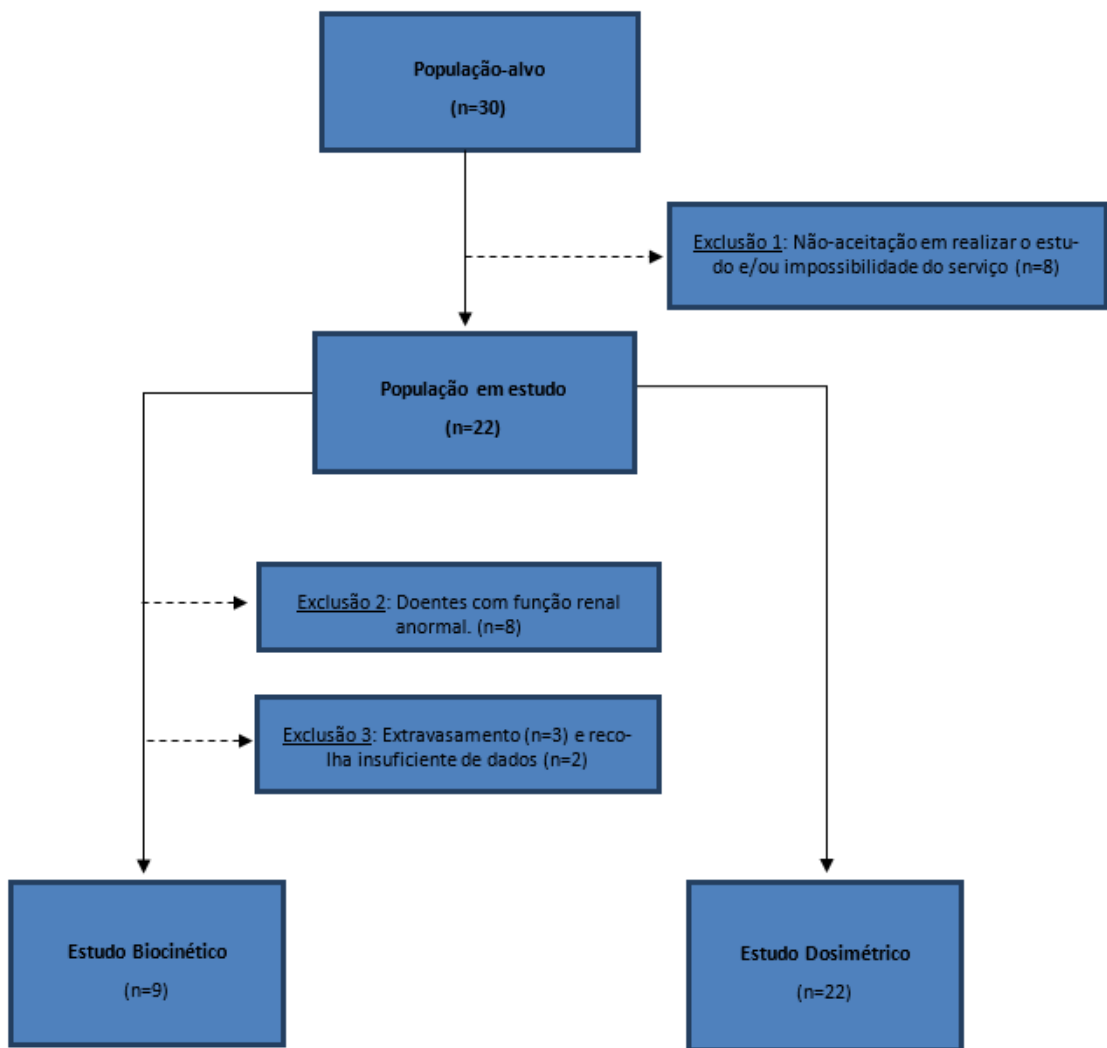 População-alvo
(n=30)
Exclusão 1: Não-aceitação em realizar o estu-
do e/ou impossibilidade do serviço (n=8)
População em estudo
(n=22)
Exclusão 2: Doentes com função renal
anormal. (n=8)
Exclusão 3: Extravasamento (n=3) e reco-
lha insuficiente de dados (n=2)
Estudo Biocinético
(n=9)
Estudo Dosimétrico
(n=22)